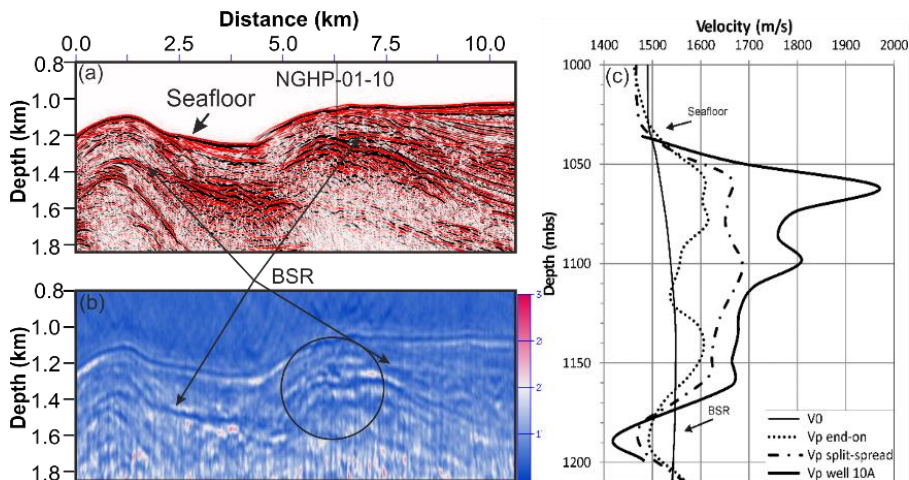 Distance (km)
0.0 2.5 5.0 7.5 10.0
(a)
NGHP-01-10
Seafloor
Depth (km)
0.8
1.0
1.2
1.4
1.6
1.8
BSR
(b)
Depth (km)
0.8
1.0
1.2
1.4
1.6
1.8
3
2
1
Velocity (m/s)
1400 1500 1600 1700 1800 1900 2000
(c)
Depth (mbs)
1000
1050
1100
1150
1200
Seafloor
BSR
V0
Vp end-on
Vp split-spread
Vp well 10A